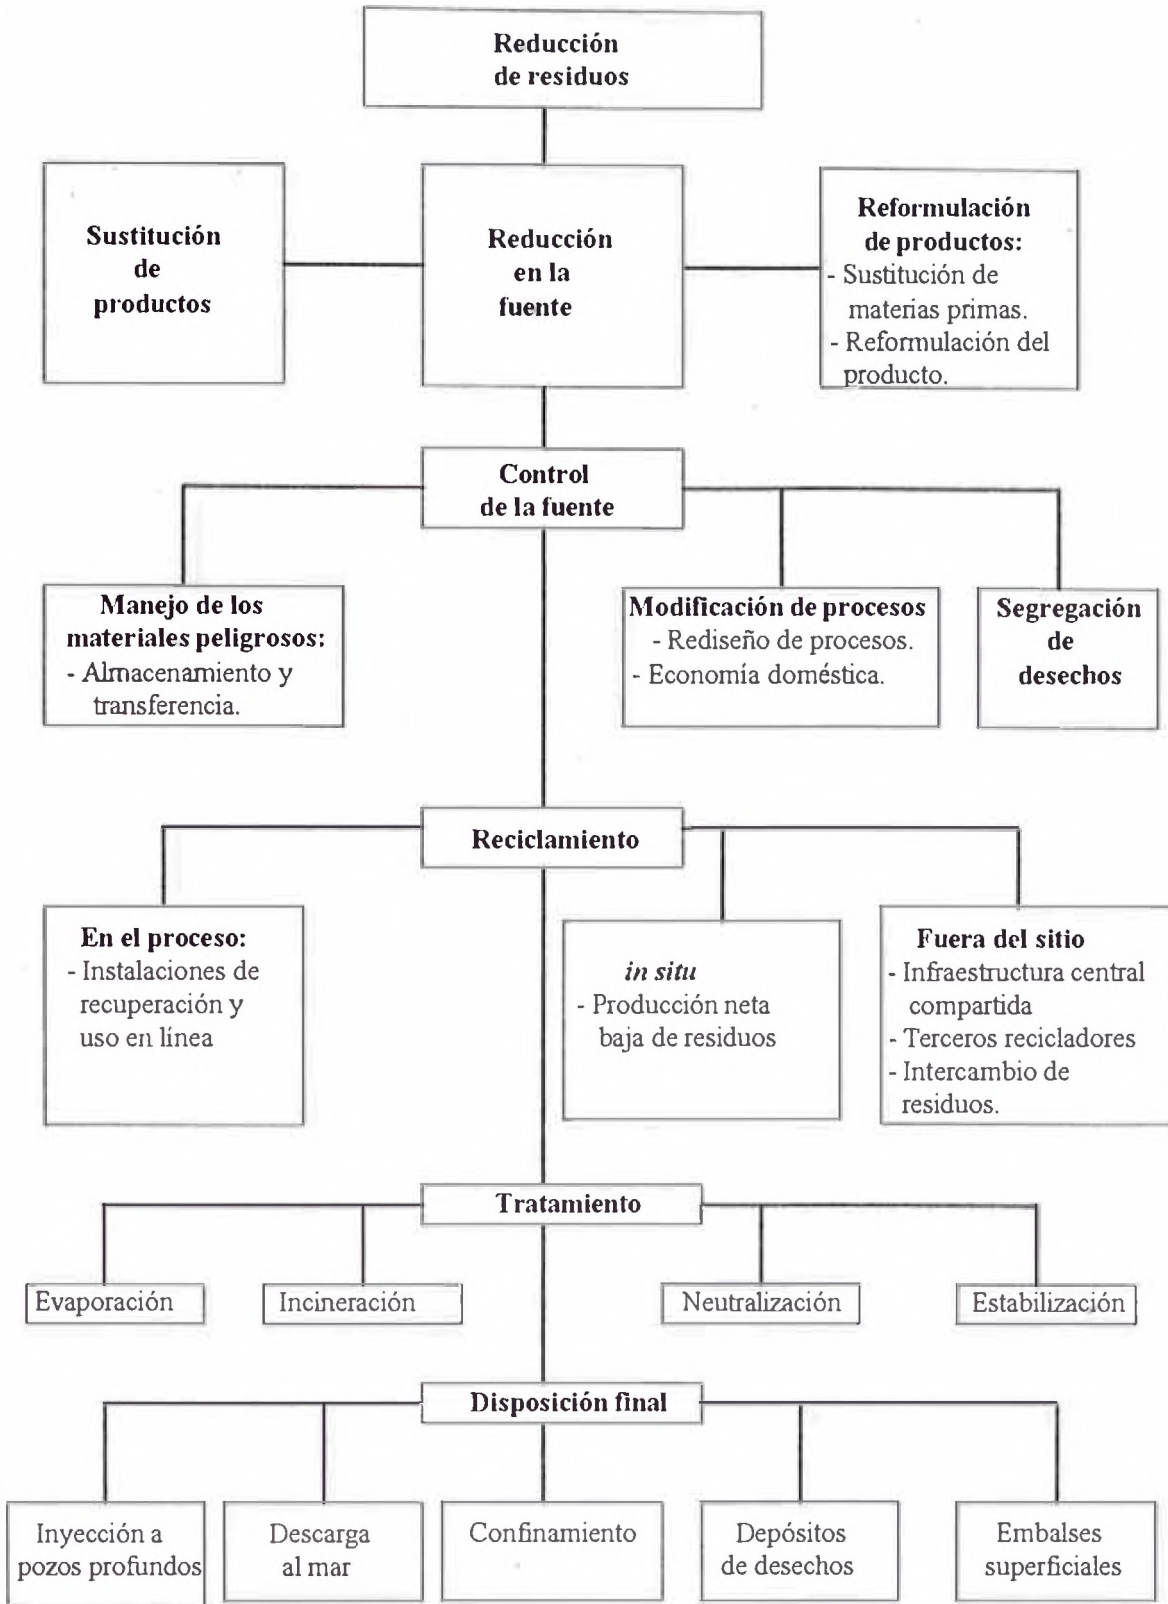 Reducción
de residuos
Sustitución
de
productos
Reducción
en la
fuente
Reformulación
de productos:
- Sustitución de
materias primas.
- Reformulación del
producto.
Control
de la fuente
Manejo de los
materiales peligrosos:
- Almacenamiento y
transferencia.
Modificación de procesos
- Rediseño de procesos.
- Economía doméstica.
Segregación
de
desechos
Reciclamiento
En el proceso:
- Instalaciones de
recuperación y
uso en línea
in situ
- Producción neta
baja de residuos
Fuera del sitio
- Infraestructura central
compartida
- Terceros recicladores
- Intercambio de
residuos.
Tratamiento
Evaporación
Incineración
Neutralización
Estabilización
Disposición final
Inyección a
pozos profundos
Descarga
al mar
Confinamiento
Depósitos
de desechos
Embalses
superficiales